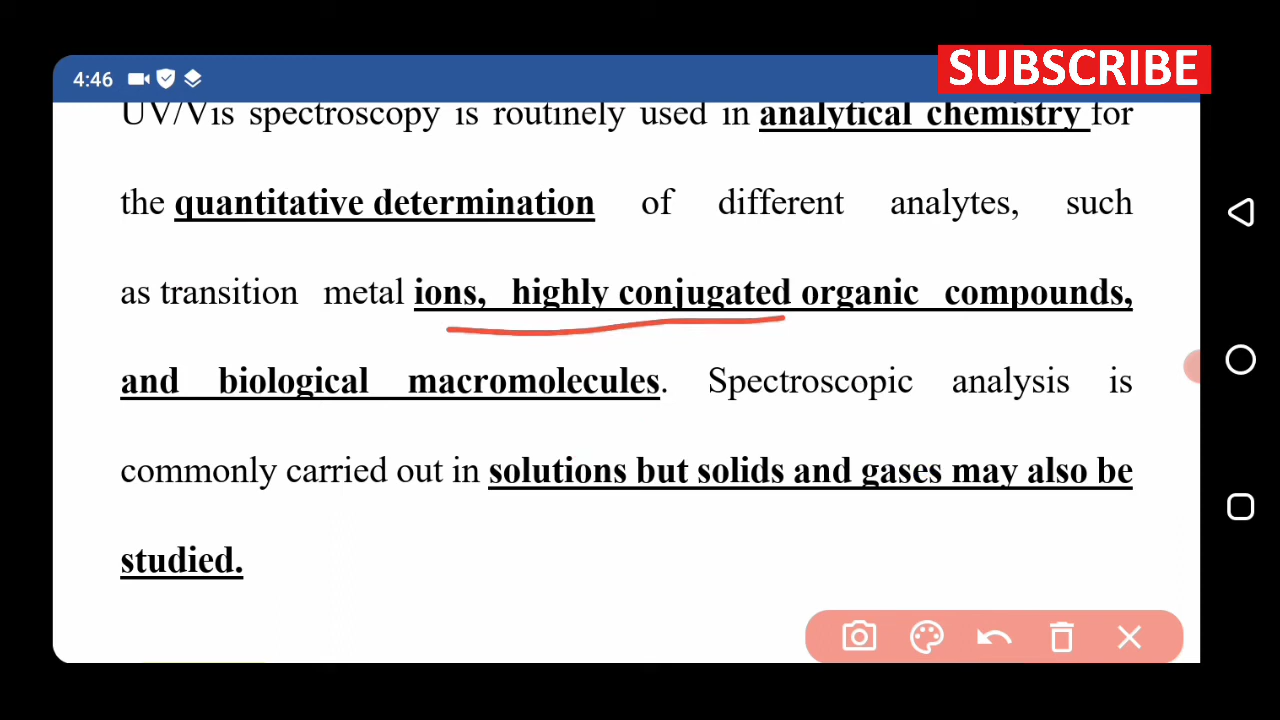 SUBSCRIBE
4:46
UV/Vis spectroscopy is routinely used in analytical chemistry for
the quantitative determination of different analytes, such
as transition metal ions, highly conjugated organic compounds,
and biological macromolecules. Spectroscopic analysis is
commonly carried out in solutions but solids and gases may also be
studied.